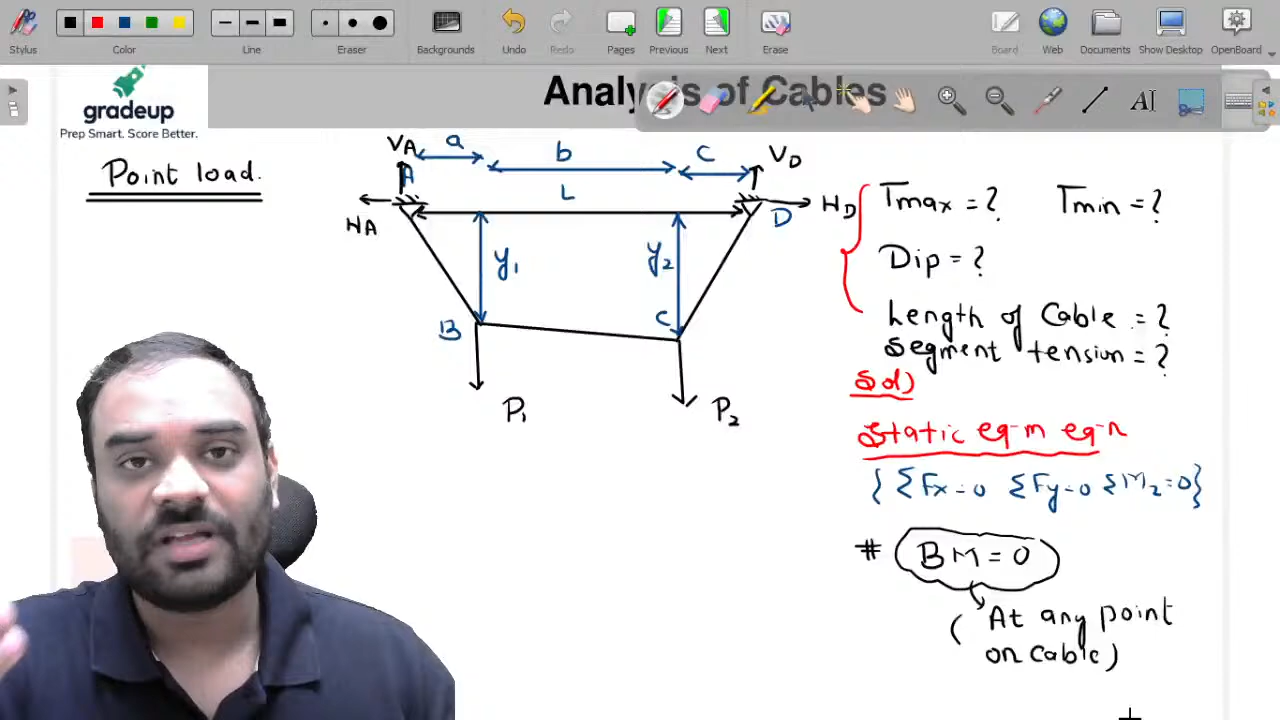 Stylus
Color
Line
Eraser
Backgrounds
Undo
Redo
Pages
Previous
Next
Erase
Board
Web
Documents
Show Desktop
OpenBoard
gradeup
Prep Smart. Score Better.
Analysis of Cables
Point load.
VA
a
b
c
VD
A
L
HA
HD
D
y1
y2
B
C
P1
P2
Tmax = ? Tmin = ?
Dip = ?
Length of Cable = ?
Segment tension = ?
Sol)
Static eqm eqn
{ΣFx=0 ΣFy=0 ΣMz=0}
# BM = 0
(At any point
on cable)